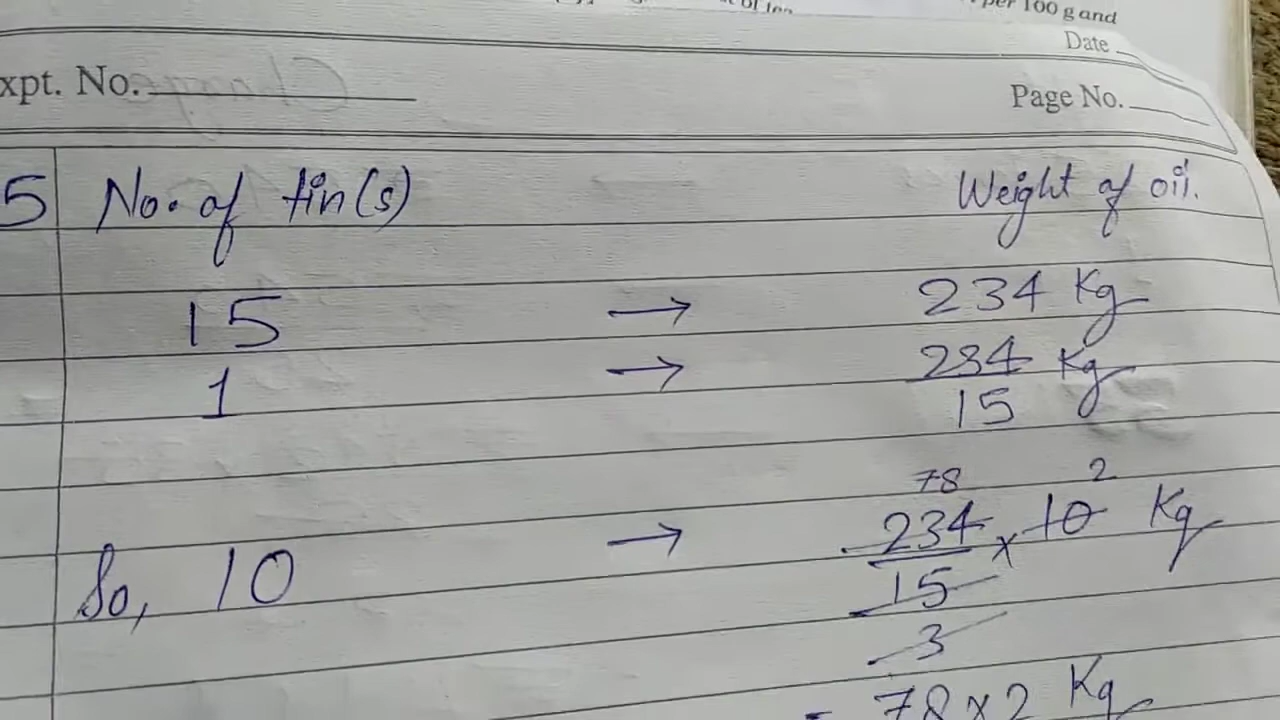 per 100 g and
Date
xpt. No.
Page No.
5 No. of tin(s) Weight of oil.
15 → 234 Kg
1 → 234 Kg
15
78 2
So, 10 → 234 × 10 Kg
15
3
= 78 × 2 Kg